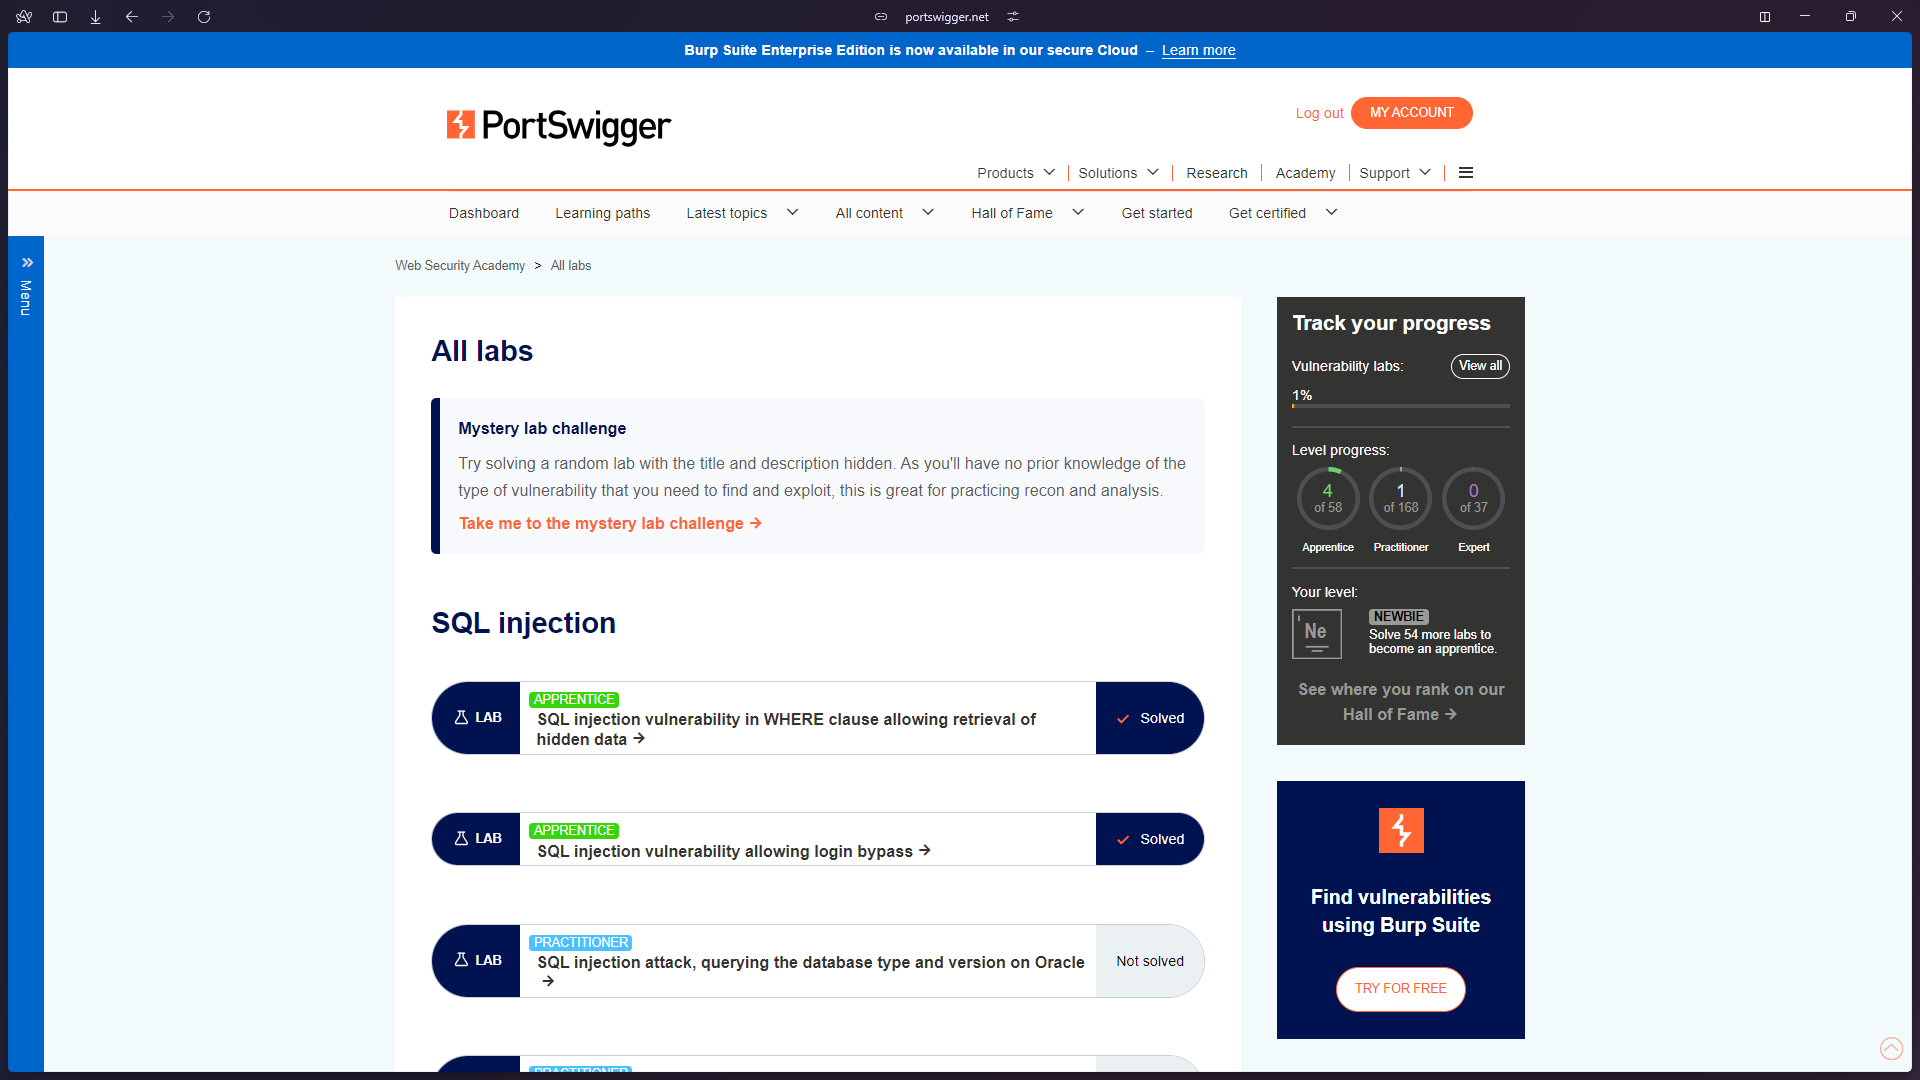 portswigger.net
Burp Suite Enterprise Edition is now available in our secure Cloud – Learn more
PortSwigger
Log out
MY ACCOUNT
Products
Solutions
Research
Academy
Support
Dashboard
Learning paths
Latest topics
All content
Hall of Fame
Get started
Get certified
Menu
Web Security Academy > All labs
All labs
Mystery lab challenge
Try solving a random lab with the title and description hidden. As you'll have no prior knowledge of the
type of vulnerability that you need to find and exploit, this is great for practicing recon and analysis.
Take me to the mystery lab challenge →
SQL injection
LAB
APPRENTICE
SQL injection vulnerability in WHERE clause allowing retrieval of
hidden data →
Solved
LAB
APPRENTICE
SQL injection vulnerability allowing login bypass →
Solved
LAB
PRACTITIONER
SQL injection attack, querying the database type and version on Oracle
→
Not solved
PRACTITIONER
Track your progress
Vulnerability labs:
View all
1%
Level progress:
4
of 58
1
of 168
0
of 37
Apprentice
Practitioner
Expert
Your level:
Ne
NEWBIE
Solve 54 more labs to
become an apprentice.
See where you rank on our
Hall of Fame →
Find vulnerabilities
using Burp Suite
TRY FOR FREE